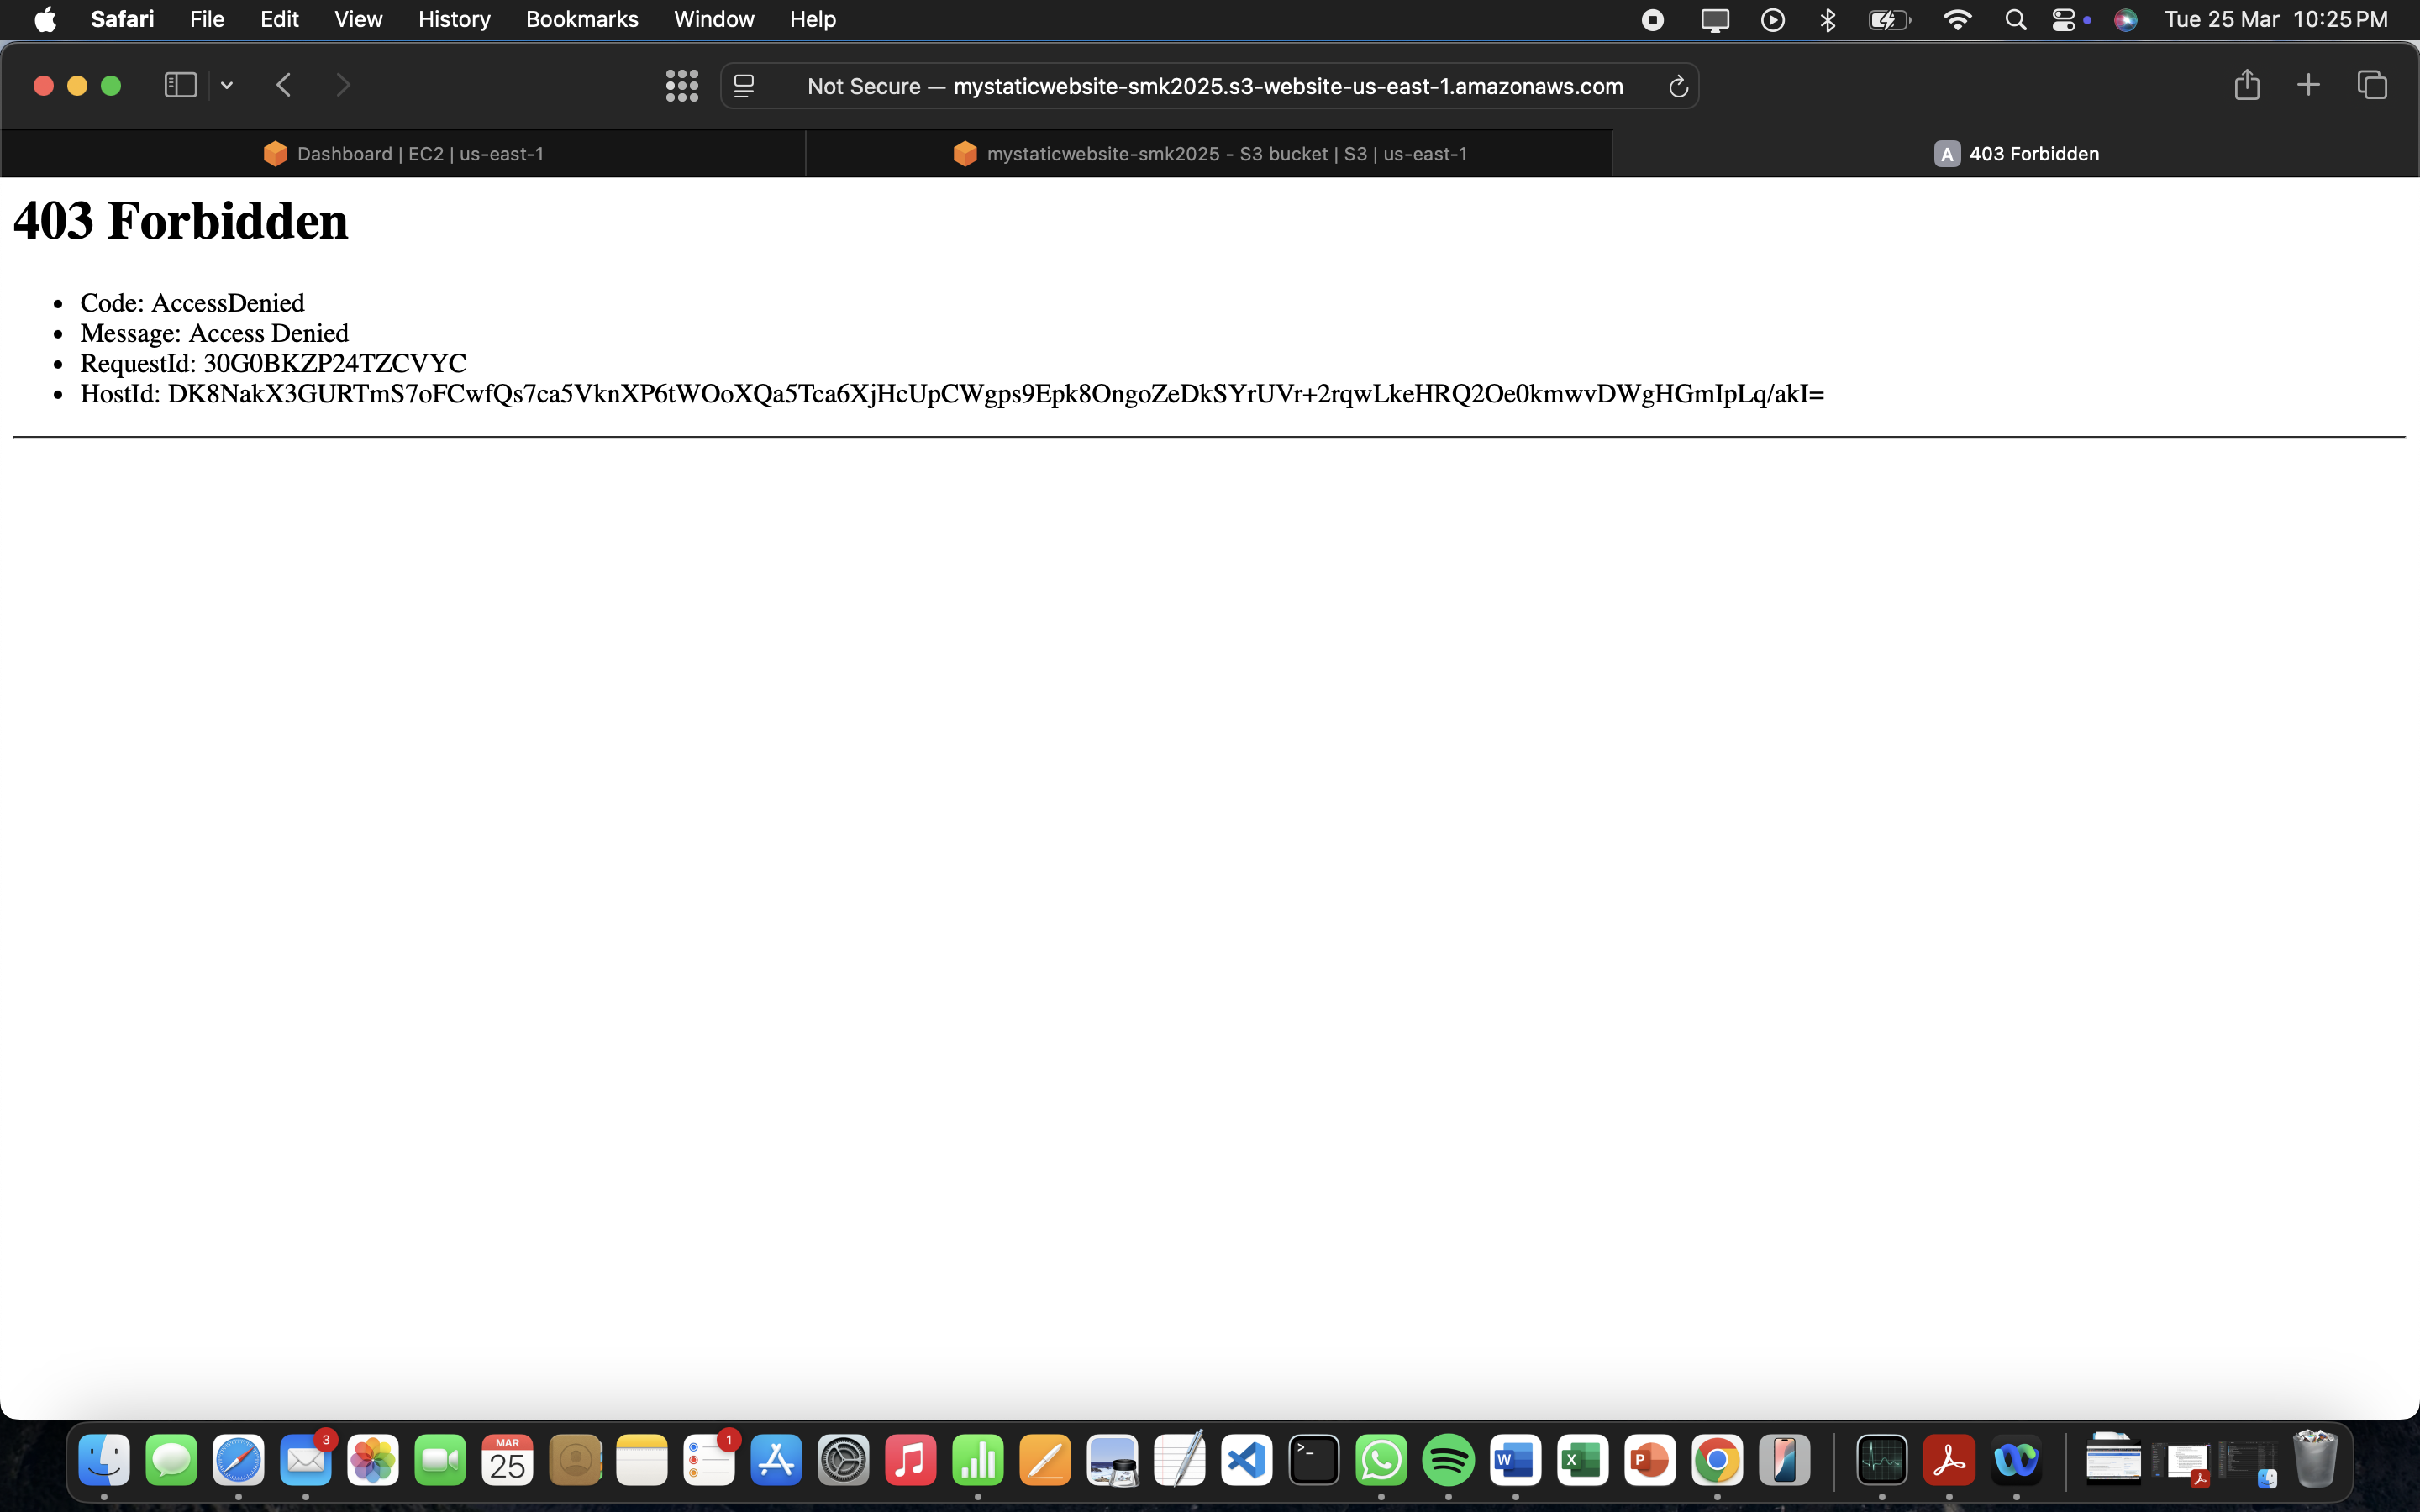 Safari File Edit View History Bookmarks Window Help Tue 25 Mar 10:25 PM
Not Secure — mystaticwebsite-smk2025.s3-website-us-east-1.amazonaws.com
Dashboard | EC2 | us-east-1
mystaticwebsite-smk2025 - S3 bucket | S3 | us-east-1
A 403 Forbidden
403 Forbidden
• Code: AccessDenied
• Message: Access Denied
• RequestId: 30G0BKZP24TZCVYC
• HostId: DK8NakX3GURTmS7oFCwfQs7ca5VknXP6tWOoXQa5Tca6XjHcUpCWgps9Epk8OngoZeDkSYrUVr+2rqwLkeHRQ2Oe0kmwvDWgHGmIpLq/akI=
3
MAR
25
1
W
X
P